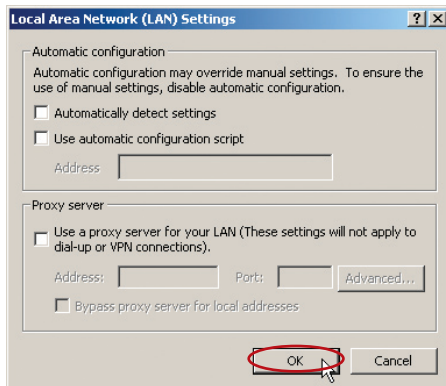 Local Area Network (LAN) Settings
Automatic configuration
Automatic configuration may override manual settings. To ensure the
use of manual settings, disable automatic configuration.
Automatically detect settings
Use automatic configuration script
Address
Proxy server
Use a proxy server for your LAN (These settings will not apply to
dial-up or VPN connections).
Address: Port: Advanced...
Bypass proxy server for local addresses
OK Cancel